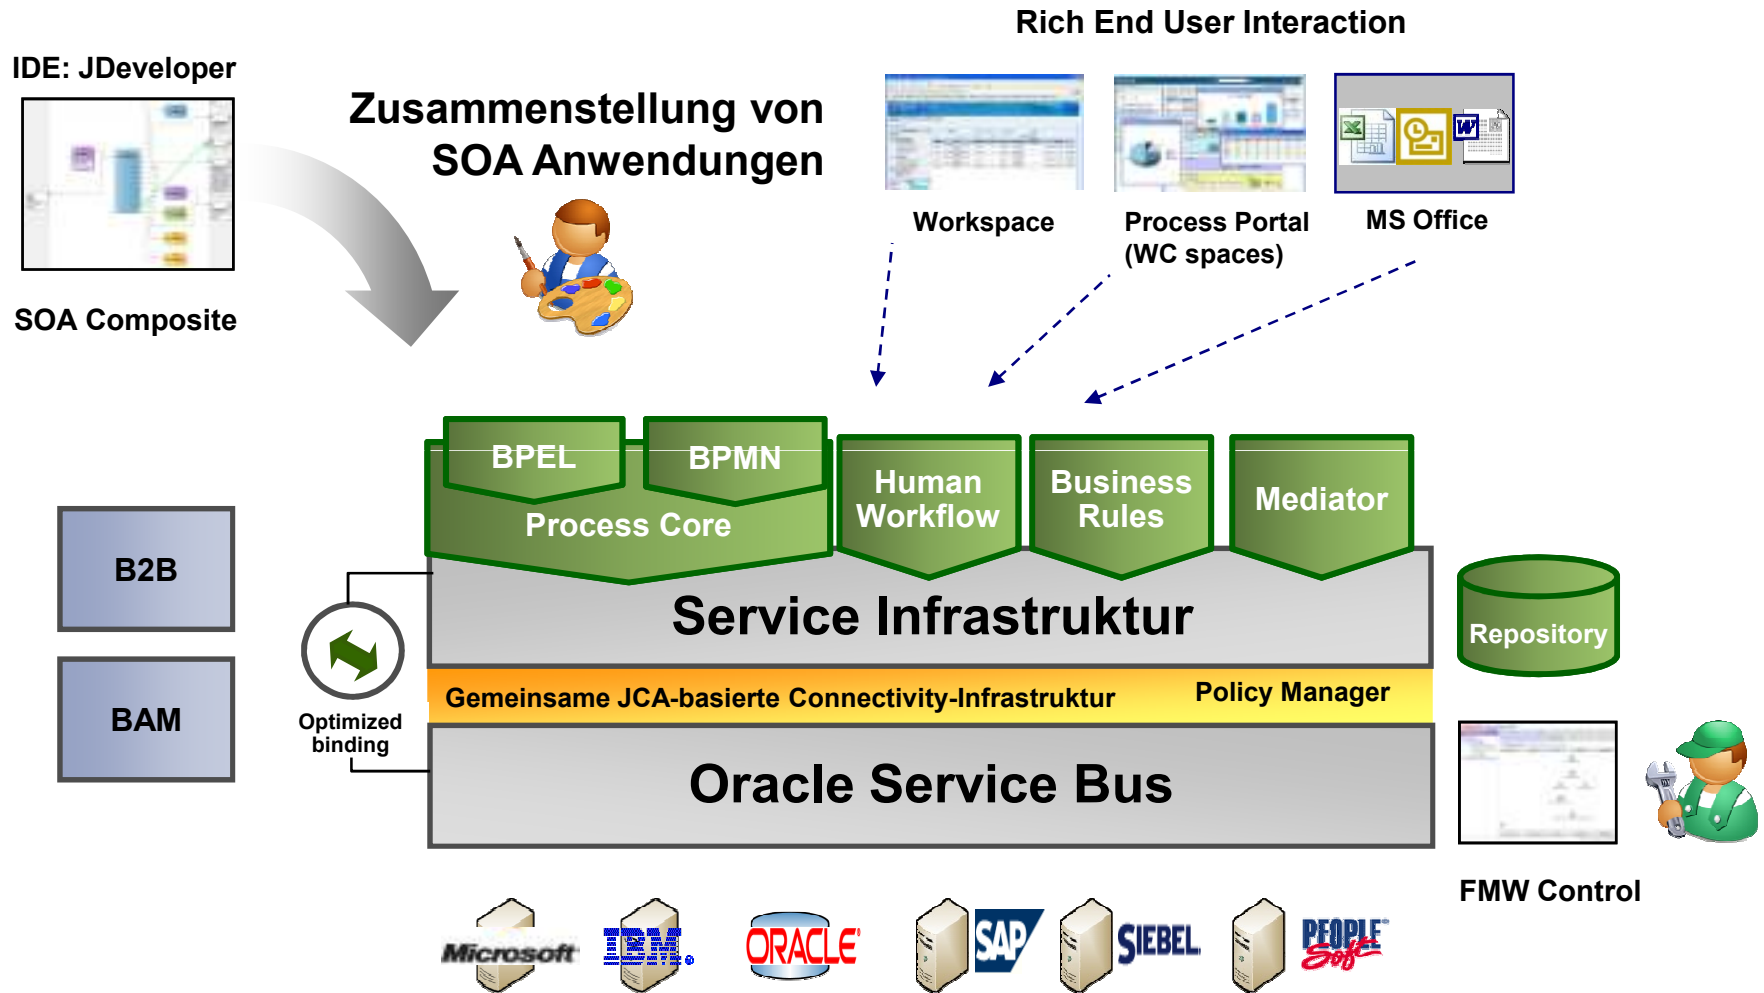 Rich End User Interaction
IDE: JDeveloper
Zusammenstellung von
SOA Anwendungen
Workspace
Process Portal
(WC spaces)
MS Office
SOA Composite
BPEL
BPMN
Process Core
Human
Workflow
Business
Rules
Mediator
B2B
BAM
Optimized
binding
Service Infrastruktur
Gemeinsame JCA-basierte Connectivity-Infrastruktur
Policy Manager
Oracle Service Bus
Repository
FMW Control
Microsoft
IBM.
ORACLE
SAP
SIEBEL
PEOPLE
Soft